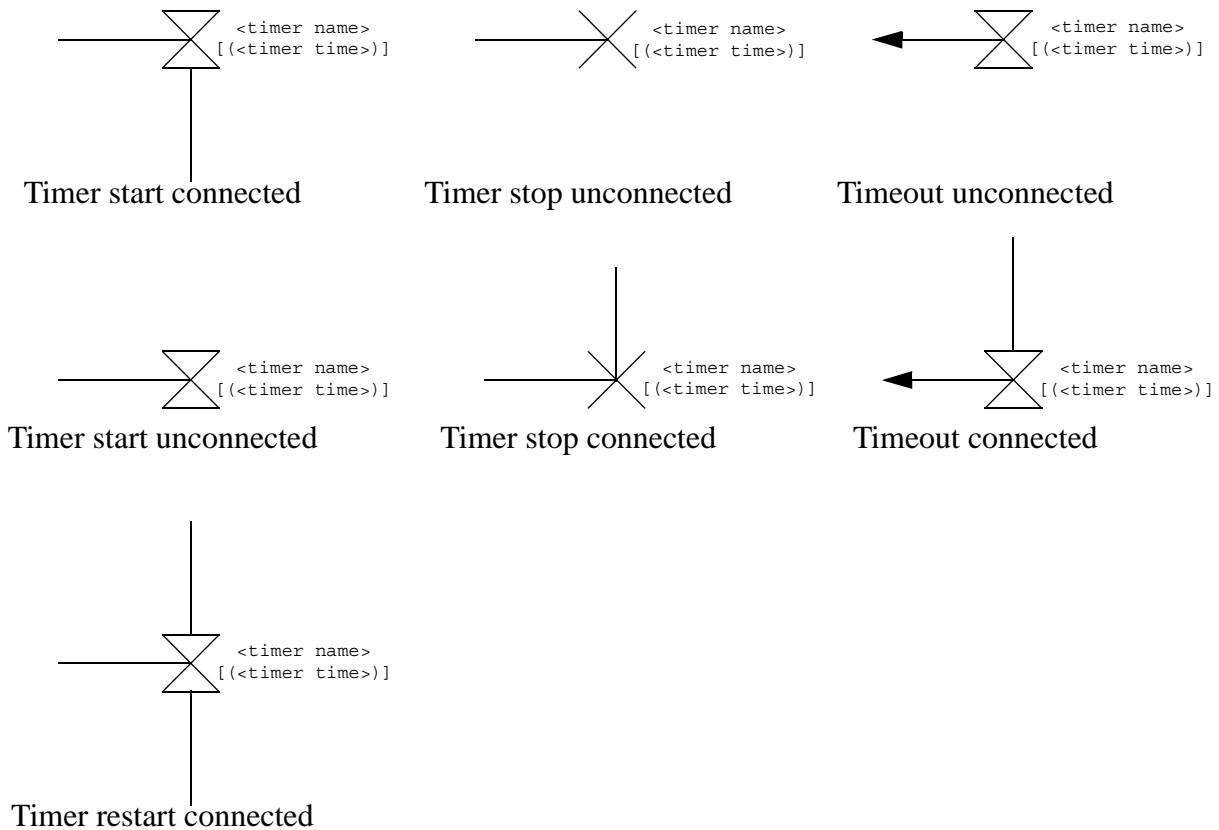 <timer name>
[(<timer time>)]
Timer start connected
<timer name>
[(<timer time>)]
Timer stop unconnected
<timer name>
[(<timer time>)]
Timeout unconnected
<timer name>
[(<timer time>)]
Timer start unconnected
<timer name>
[(<timer time>)]
Timer stop connected
<timer name>
[(<timer time>)]
Timeout connected
<timer name>
[(<timer time>)]
Timer restart connected